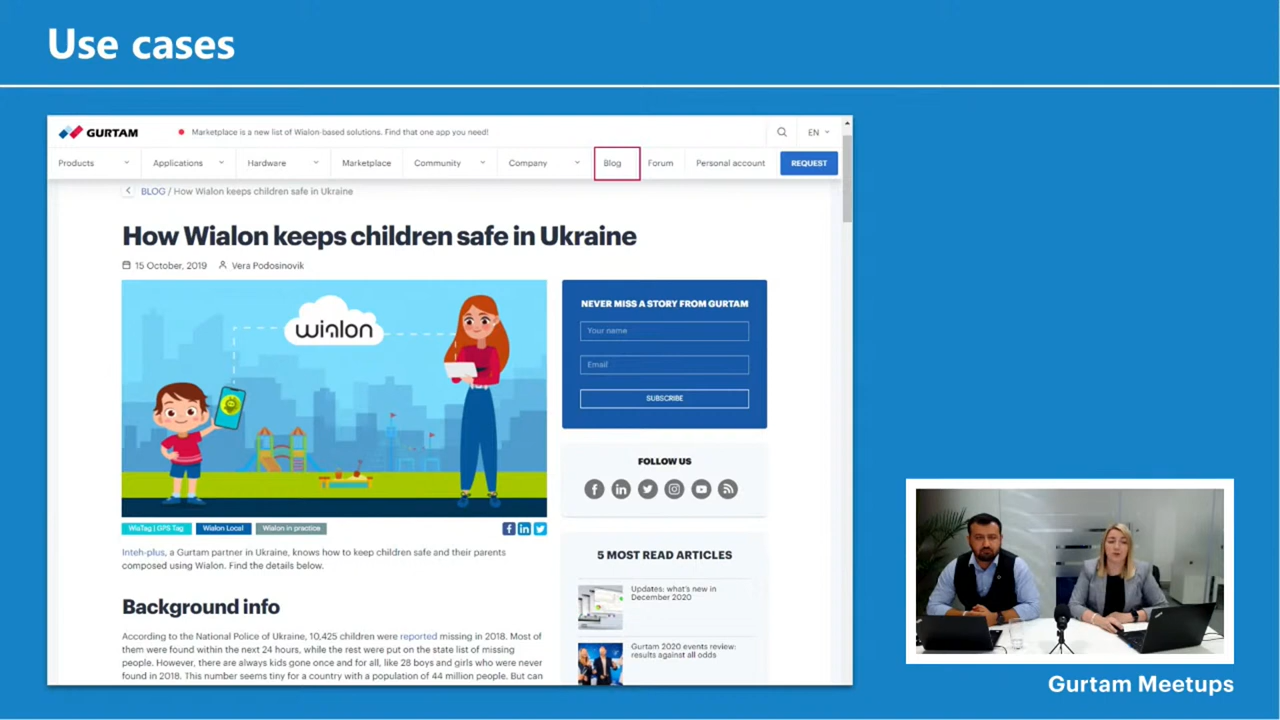 Use cases
GURTAM
Marketplace is a new list of Wialon-based solutions. Find that one app you need!
EN
Products
Applications
Hardware
Marketplace
Community
Company
Blog
Forum
Personal account
REQUEST
BLOG / How Wialon keeps children safe in Ukraine
How Wialon keeps children safe in Ukraine
15 October, 2019 Vera Podosinovik
wialon
WiaTag | GPS Tag
Wialon Local
Wialon in practice
Inteh-plus, a Gurtam partner in Ukraine, knows how to keep children safe and their parents
composed using Wialon. Find the details below.
Background info
According to the National Police of Ukraine, 10,425 children were reported missing in 2018. Most of
them were found within the next 24 hours, while the rest were put on the state list of missing
people. However, there are always kids gone once and for all, like 28 boys and girls who were never
found in 2018. This number seems tiny for a country with a population of 44 million people. But can
NEVER MISS A STORY FROM GURTAM
Your name
Email
SUBSCRIBE
FOLLOW US
5 MOST READ ARTICLES
Updates: what's new in
December 2020
Gurtam 2020 events review:
results against all odds
Gurtam Meetups